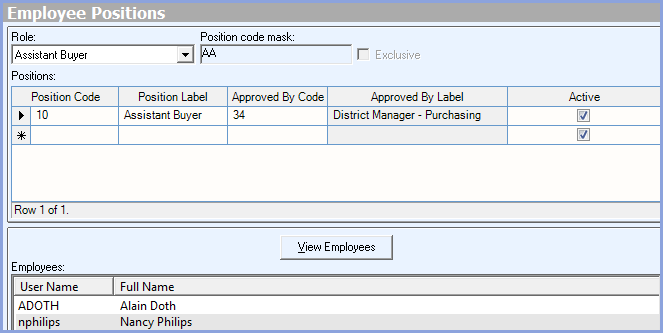 Employee Positions
Role: Position code mask:
Assistant Buyer AA Exclusive
Positions:
Position Code Position Label Approved By Code Approved By Label Active
10 Assistant Buyer 34 District Manager - Purchasing
Row 1 of 1.
View Employees
Employees:
User Name Full Name
ADOTH Alain Doth
nphilips Nancy Philips